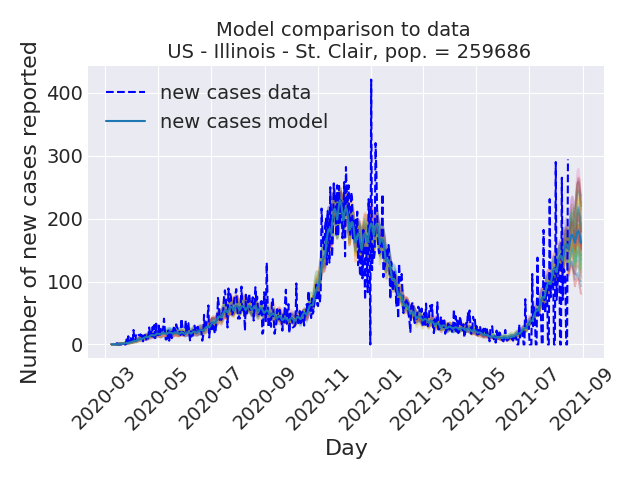 Model comparison to data
US - Illinois - St. Clair, pop. = 259686
Number of new cases reported
400
300
200
100
0
new cases data
new cases model
2020-03
2020-05
2020-07
2020-09
2020-11
2021-01
2021-03
2021-05
2021-07
2021-09
Day